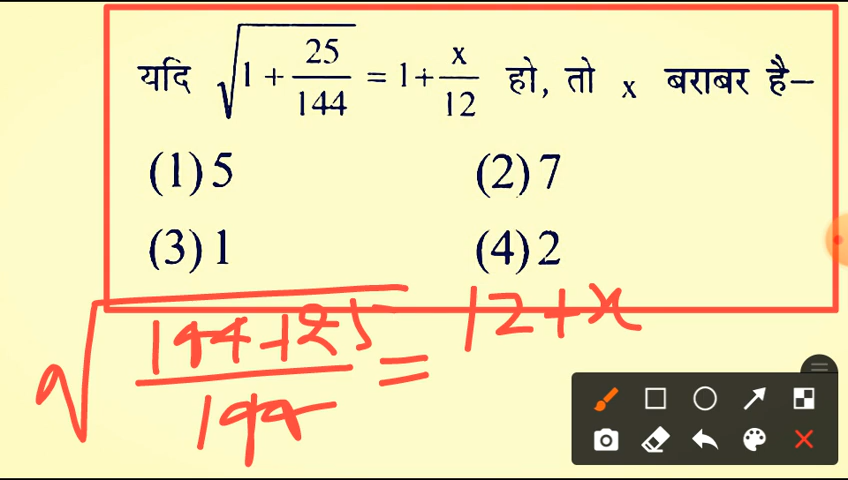 यदि √1 + 25/144 = 1 + x/12 हो, तो x बराबर है–
(1) 5 (2) 7
(3) 1 (4) 2
√144+25/144 = 12+x